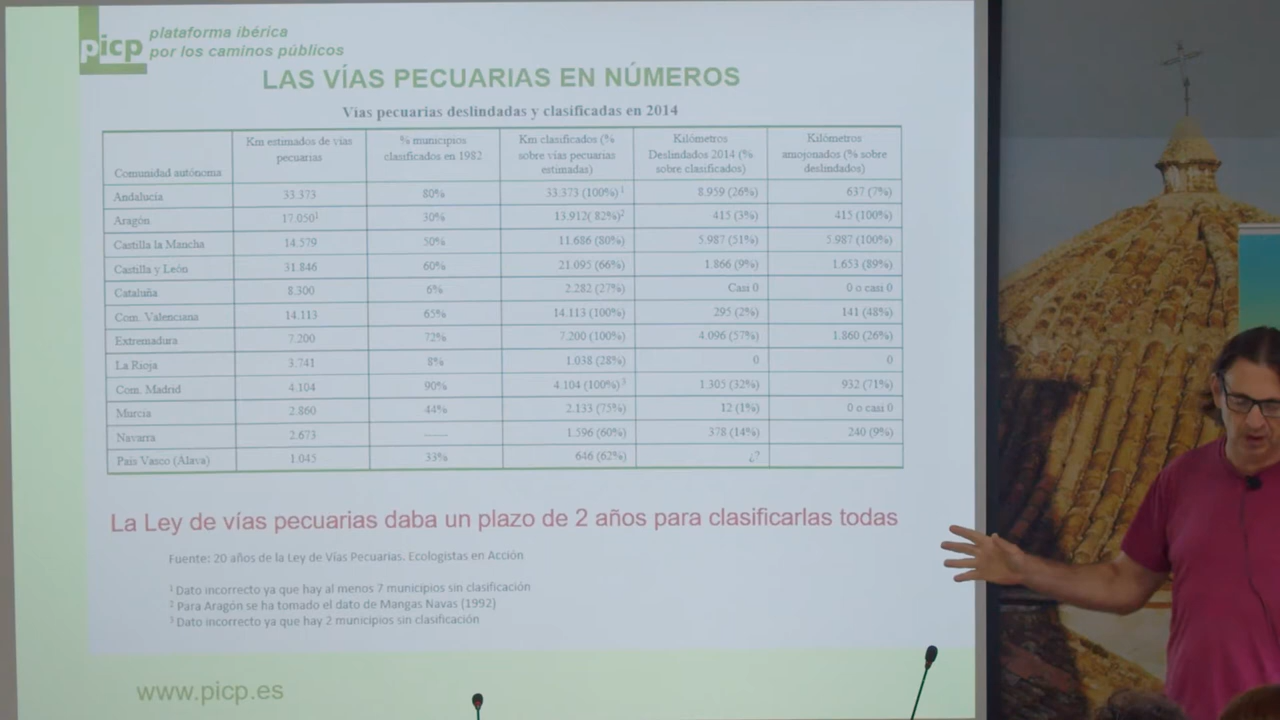 picp
plataforma ibérica
por los caminos públicos
LAS VÍAS PECUARIAS EN NÚMEROS
Vías pecuarias deslindadas y clasificadas en 2014
Comunidad autónoma | Km estimados de vías pecuarias | % municipios clasificados en 1982 | Km clasificados (% sobre vías pecuarias estimadas) | Kilómetros Deslindados 2014 (% sobre clasificados) | Kilómetros amojonados (% sobre deslindados)
Andalucía | 33.373 | 80% | 33.373 (100%) 1 | 8.959 (26%) | 637 (7%)
Aragón | 17.050 1 | 30% | 13.912( 82%) 2 | 415 (3%) | 415 (100%)
Castilla la Mancha | 14.579 | 50% | 11.686 (80%) | 5.987 (51%) | 5.987 (100%)
Castilla y León | 31.846 | 60% | 21.095 (66%) | 1.866 (9%) | 1.653 (89%)
Cataluña | 8.300 | 6% | 2.282 (27%) | Casi 0 | 0 o casi 0
Com. Valenciana | 14.113 | 65% | 14.113 (100%) | 295 (2%) | 141 (48%)
Extremadura | 7.200 | 72% | 7.200 (100%) | 4.096 (57%) | 1.860 (26%)
La Rioja | 3.741 | 8% | 1.038 (28%) | 0 | 0
Com. Madrid | 4.104 | 90% | 4.104 (100%) 3 | 1.305 (32%) | 932 (71%)
Murcia | 2.860 | 44% | 2.133 (75%) | 12 (1%) | 0 o casi 0
Navarra | 2.673 | —— | 1.596 (60%) | 378 (14%) | 240 (9%)
País Vasco (Álava) | 1.045 | 33% | 646 (62%) | ¿?
La Ley de vías pecuarias daba un plazo de 2 años para clasificarlas todas
Fuente: 20 años de la Ley de Vías Pecuarias. Ecologistas en Acción
1 Dato incorrecto ya que hay al menos 7 municipios sin clasificación
2 Para Aragón se ha tomado el dato de Mangas Navas (1992)
3 Dato incorrecto ya que hay 2 municipios sin clasificación
www.picp.es